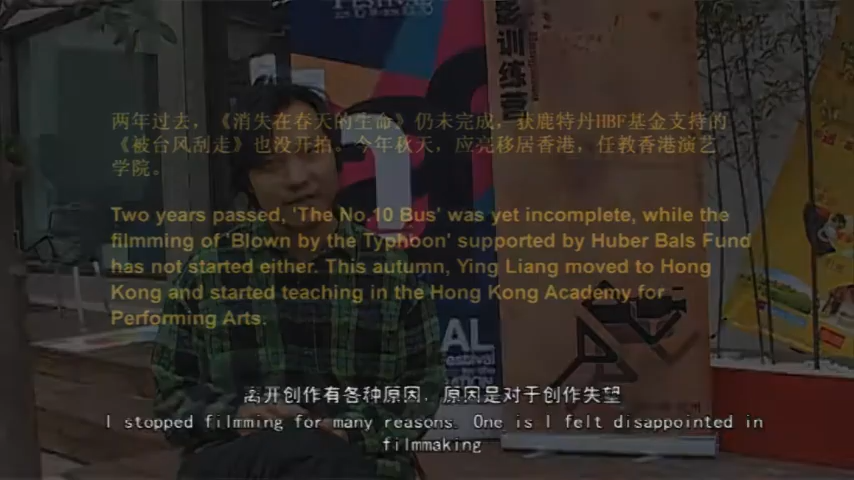 影训练营
两年过去，《消失在春天的生命》仍未完成，获鹿特丹HBF基金支持的
《被台风刮走》也没开拍。今年秋天，应亮移居香港，任教香港演艺
学院。
Two years passed, 'The No.10 Bus' was yet incomplete, while the
filmming of 'Blown by the Typhoon' supported by Huber Bals Fund
has not started either. This autumn, Ying Liang moved to Hong
Kong and started teaching in the Hong Kong Academy for
Performing Arts.
离开创作有各种原因，原因是对于创作失望
I stopped filmming for many reasons. One is I felt disappointed in
filmmaking